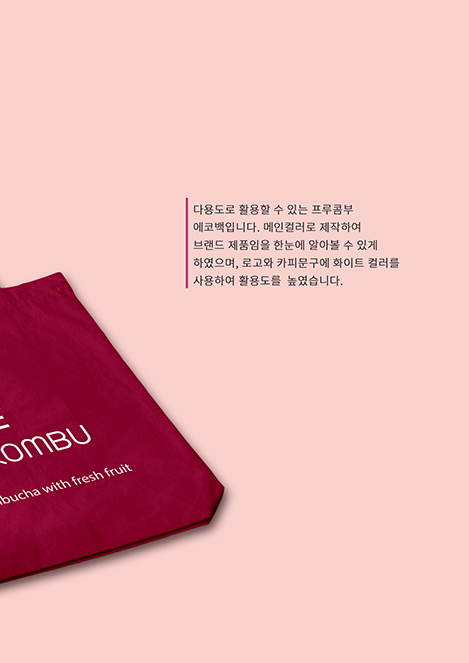 다용도로 활용할 수 있는 프루콤부
에코백입니다. 메인컬러로 제작하여
브랜드 제품임을 한눈에 알아볼 수 있게
하였으며, 로고와 카피문구에 화이트 컬러를
사용하여 활용도를 높였습니다.
OMBU
with fresh fruit